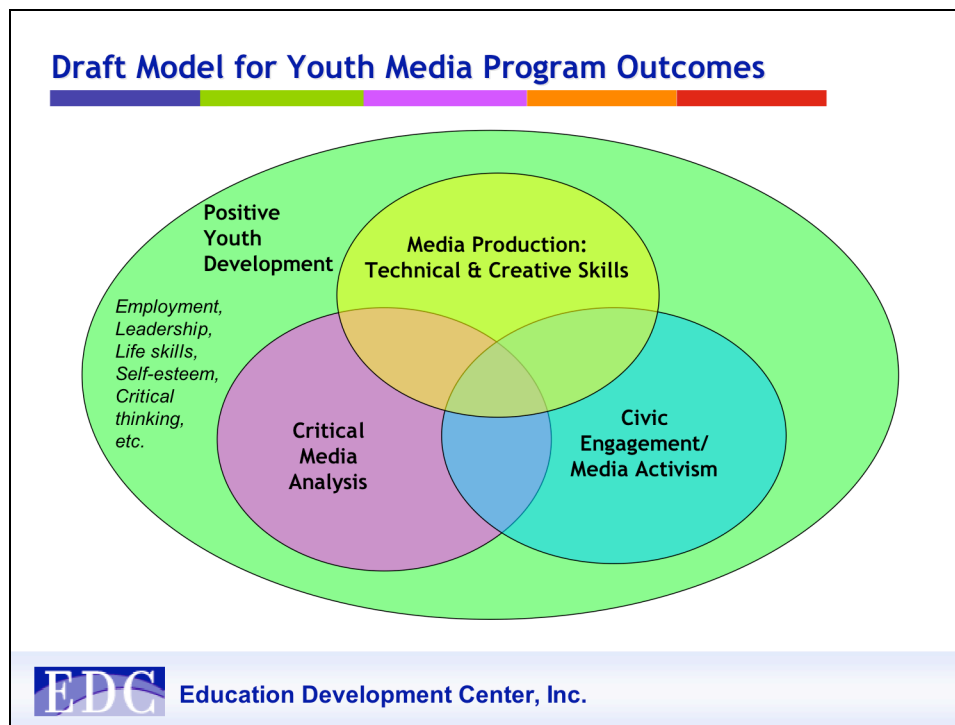 Draft Model for Youth Media Program Outcomes
Positive
Youth
Development
Employment,
Leadership,
Life skills,
Self-esteem,
Critical
thinking,
etc.
Media Production:
Technical & Creative Skills
Critical
Media
Analysis
Civic
Engagement/
Media Activism
EDC
Education Development Center, Inc.